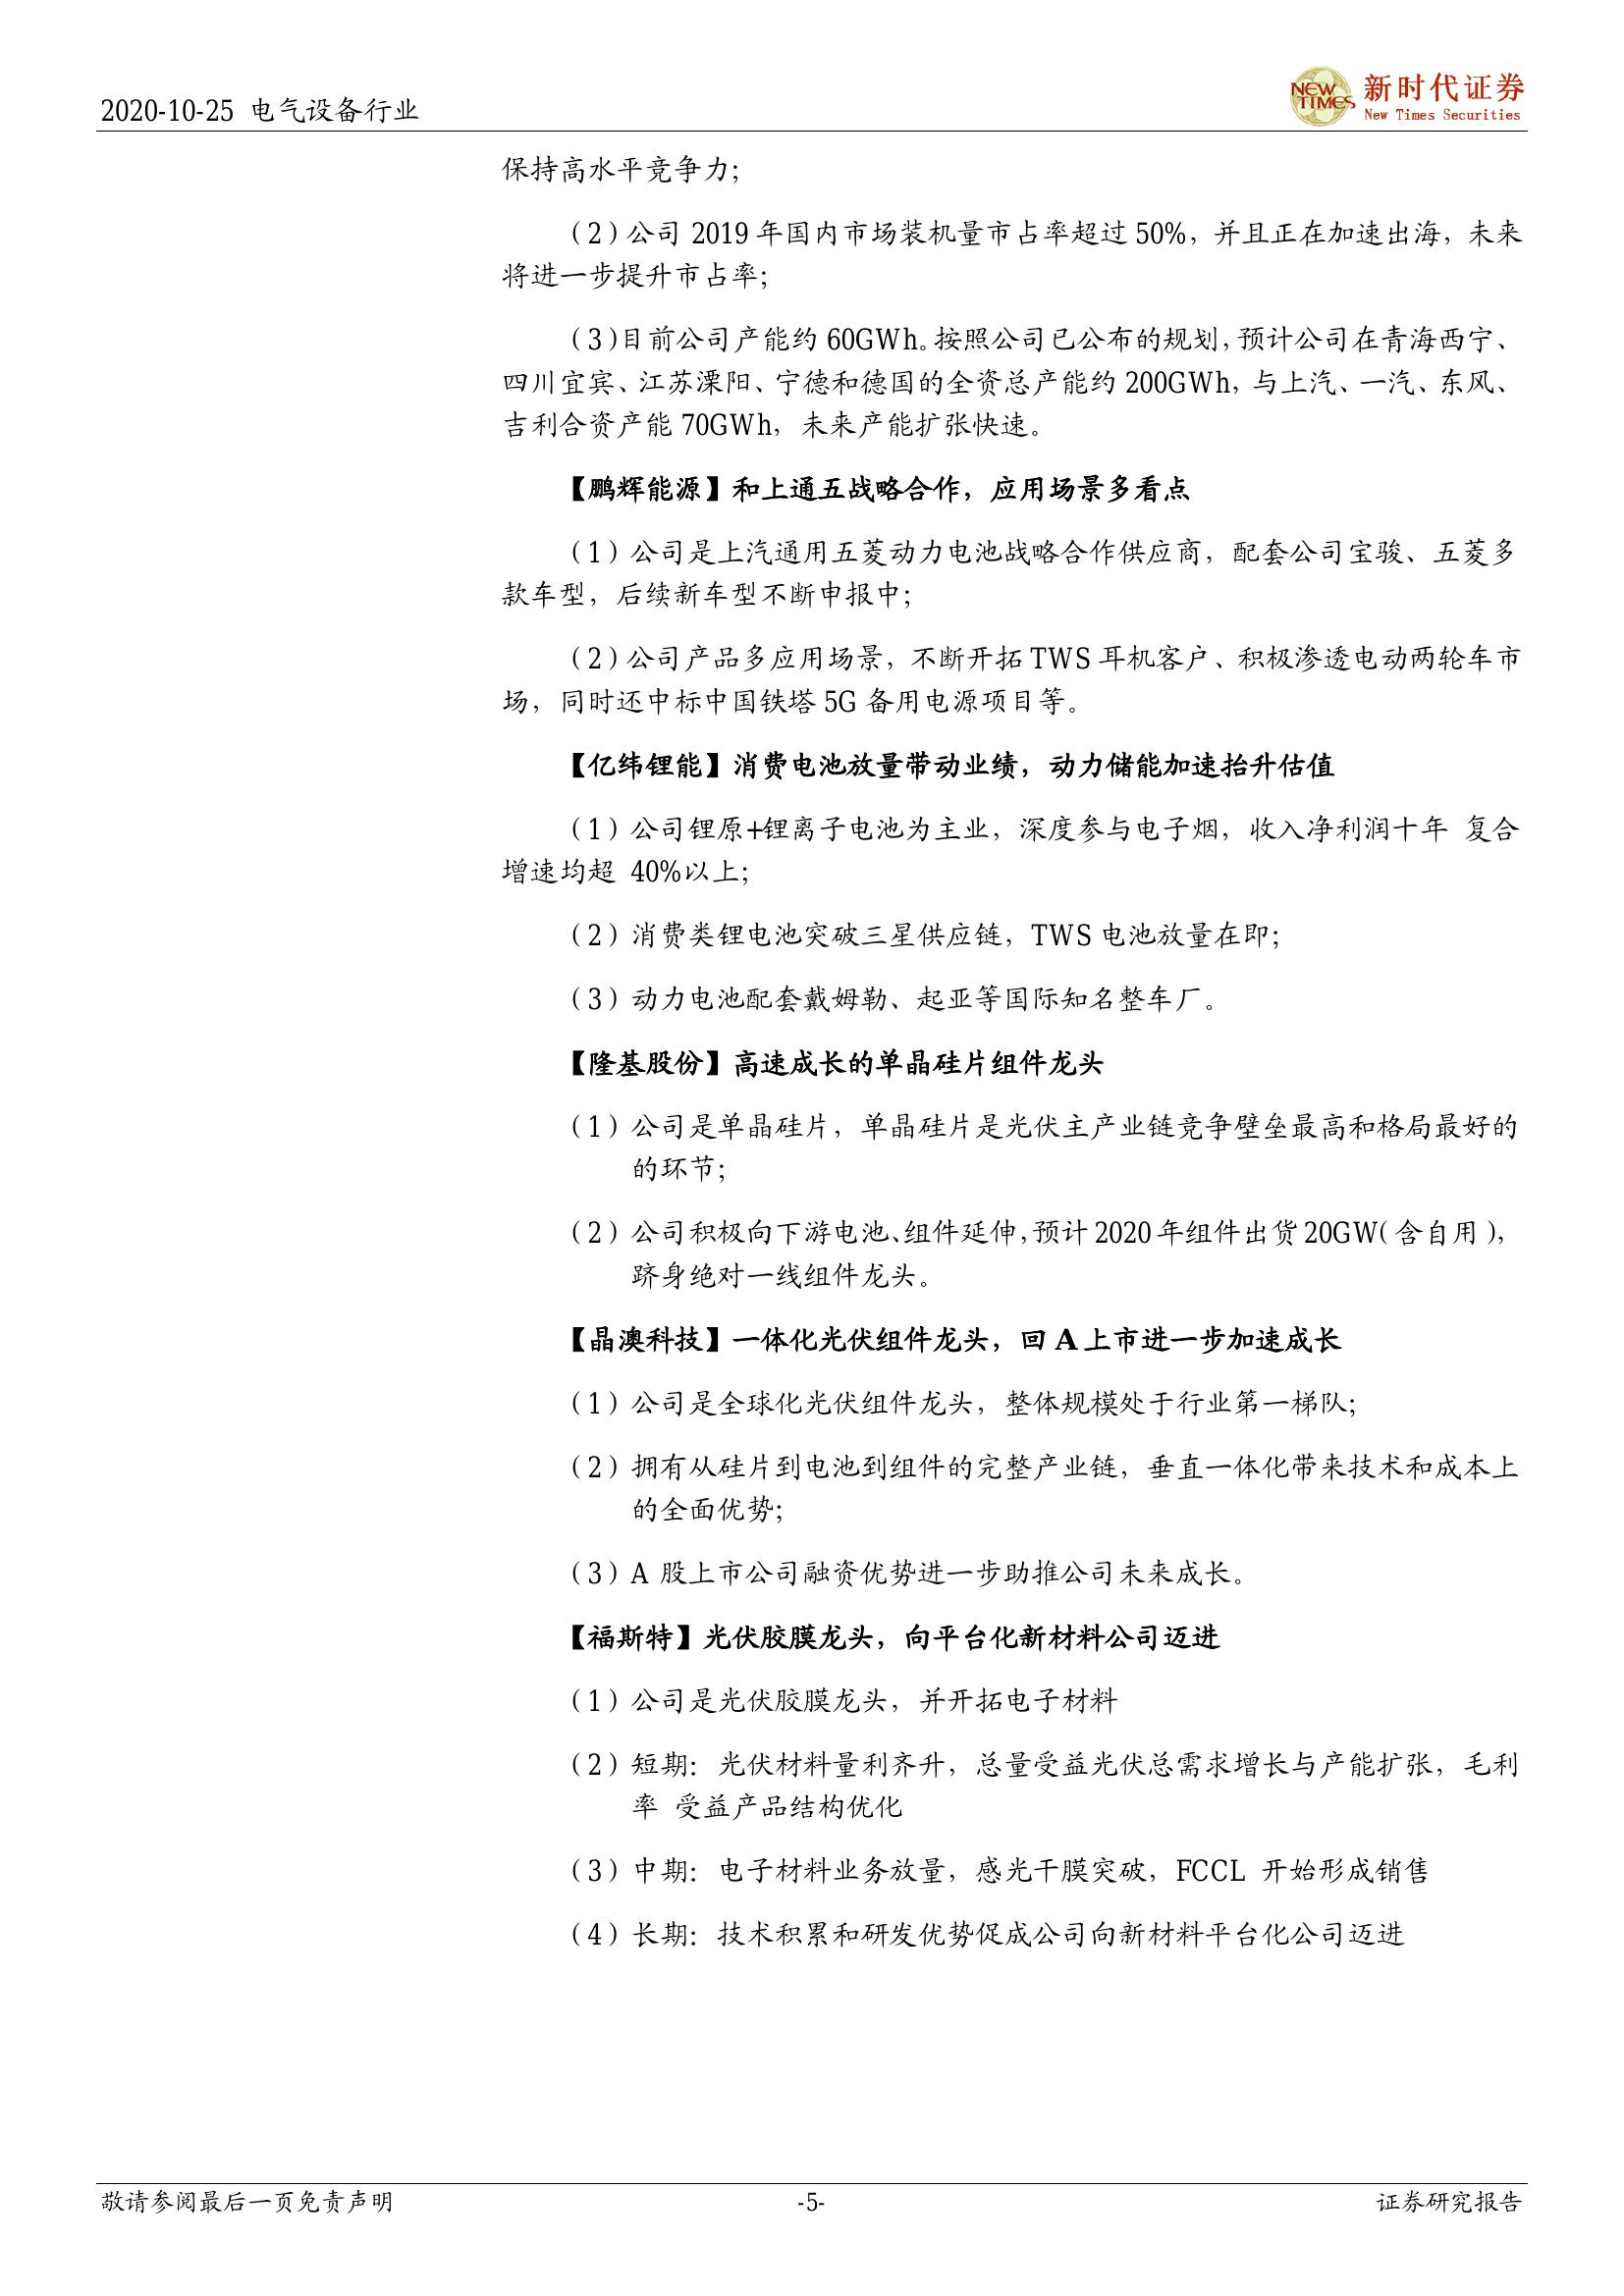 2020-10-25 电气设备行业
NEW TIMES
新时代证券
New Times Securities
保持高水平竞争力；
（2）公司 2019 年国内市场装机量市占率超过 50%，并且正在加速出海，未来
将进一步提升市占率；
（3）目前公司产能约 60GWh。按照公司已公布的规划，预计公司在青海西宁、
四川宜宾、江苏溧阳、宁德和德国的全资总产能约 200GWh，与上汽、一汽、东风、
吉利合资产能 70GWh，未来产能扩张快速。
【鹏辉能源】和上通五战略合作，应用场景多看点
（1）公司是上汽通用五菱动力电池战略合作供应商，配套公司宝骏、五菱多
款车型，后续新车型不断申报中；
（2）公司产品多应用场景，不断开拓 TWS 耳机客户、积极渗透电动两轮车市
场，同时还中标中国铁塔 5G 备用电源项目等。
【亿纬锂能】消费电池放量带动业绩，动力储能加速抬升估值
（1）公司锂原+锂离子电池为主业，深度参与电子烟，收入净利润十年 复合
增速均超 40%以上；
（2）消费类锂电池突破三星供应链，TWS 电池放量在即；
（3）动力电池配套戴姆勒、起亚等国际知名整车厂。
【隆基股份】高速成长的单晶硅片组件龙头
（1）公司是单晶硅片，单晶硅片是光伏主产业链竞争壁垒最高和格局最好的
的环节；
（2）公司积极向下游电池、组件延伸，预计 2020 年组件出货 20GW（含自用），
跻身绝对一线组件龙头。
【晶澳科技】一体化光伏组件龙头，回 A 上市进一步加速成长
（1）公司是全球化光伏组件龙头，整体规模处于行业第一梯队；
（2）拥有从硅片到电池到组件的完整产业链，垂直一体化带来技术和成本上
的全面优势；
（3）A 股上市公司融资优势进一步助推公司未来成长。
【福斯特】光伏胶膜龙头，向平台化新材料公司迈进
（1）公司是光伏胶膜龙头，并开拓电子材料
（2）短期：光伏材料量利齐升，总量受益光伏总需求增长与产能扩张，毛利
率 受益产品结构优化
（3）中期：电子材料业务放量，感光干膜突破，FCCL 开始形成销售
（4）长期：技术积累和研发优势促成公司向新材料平台化公司迈进
敬请参阅最后一页免责声明
-5-
证券研究报告